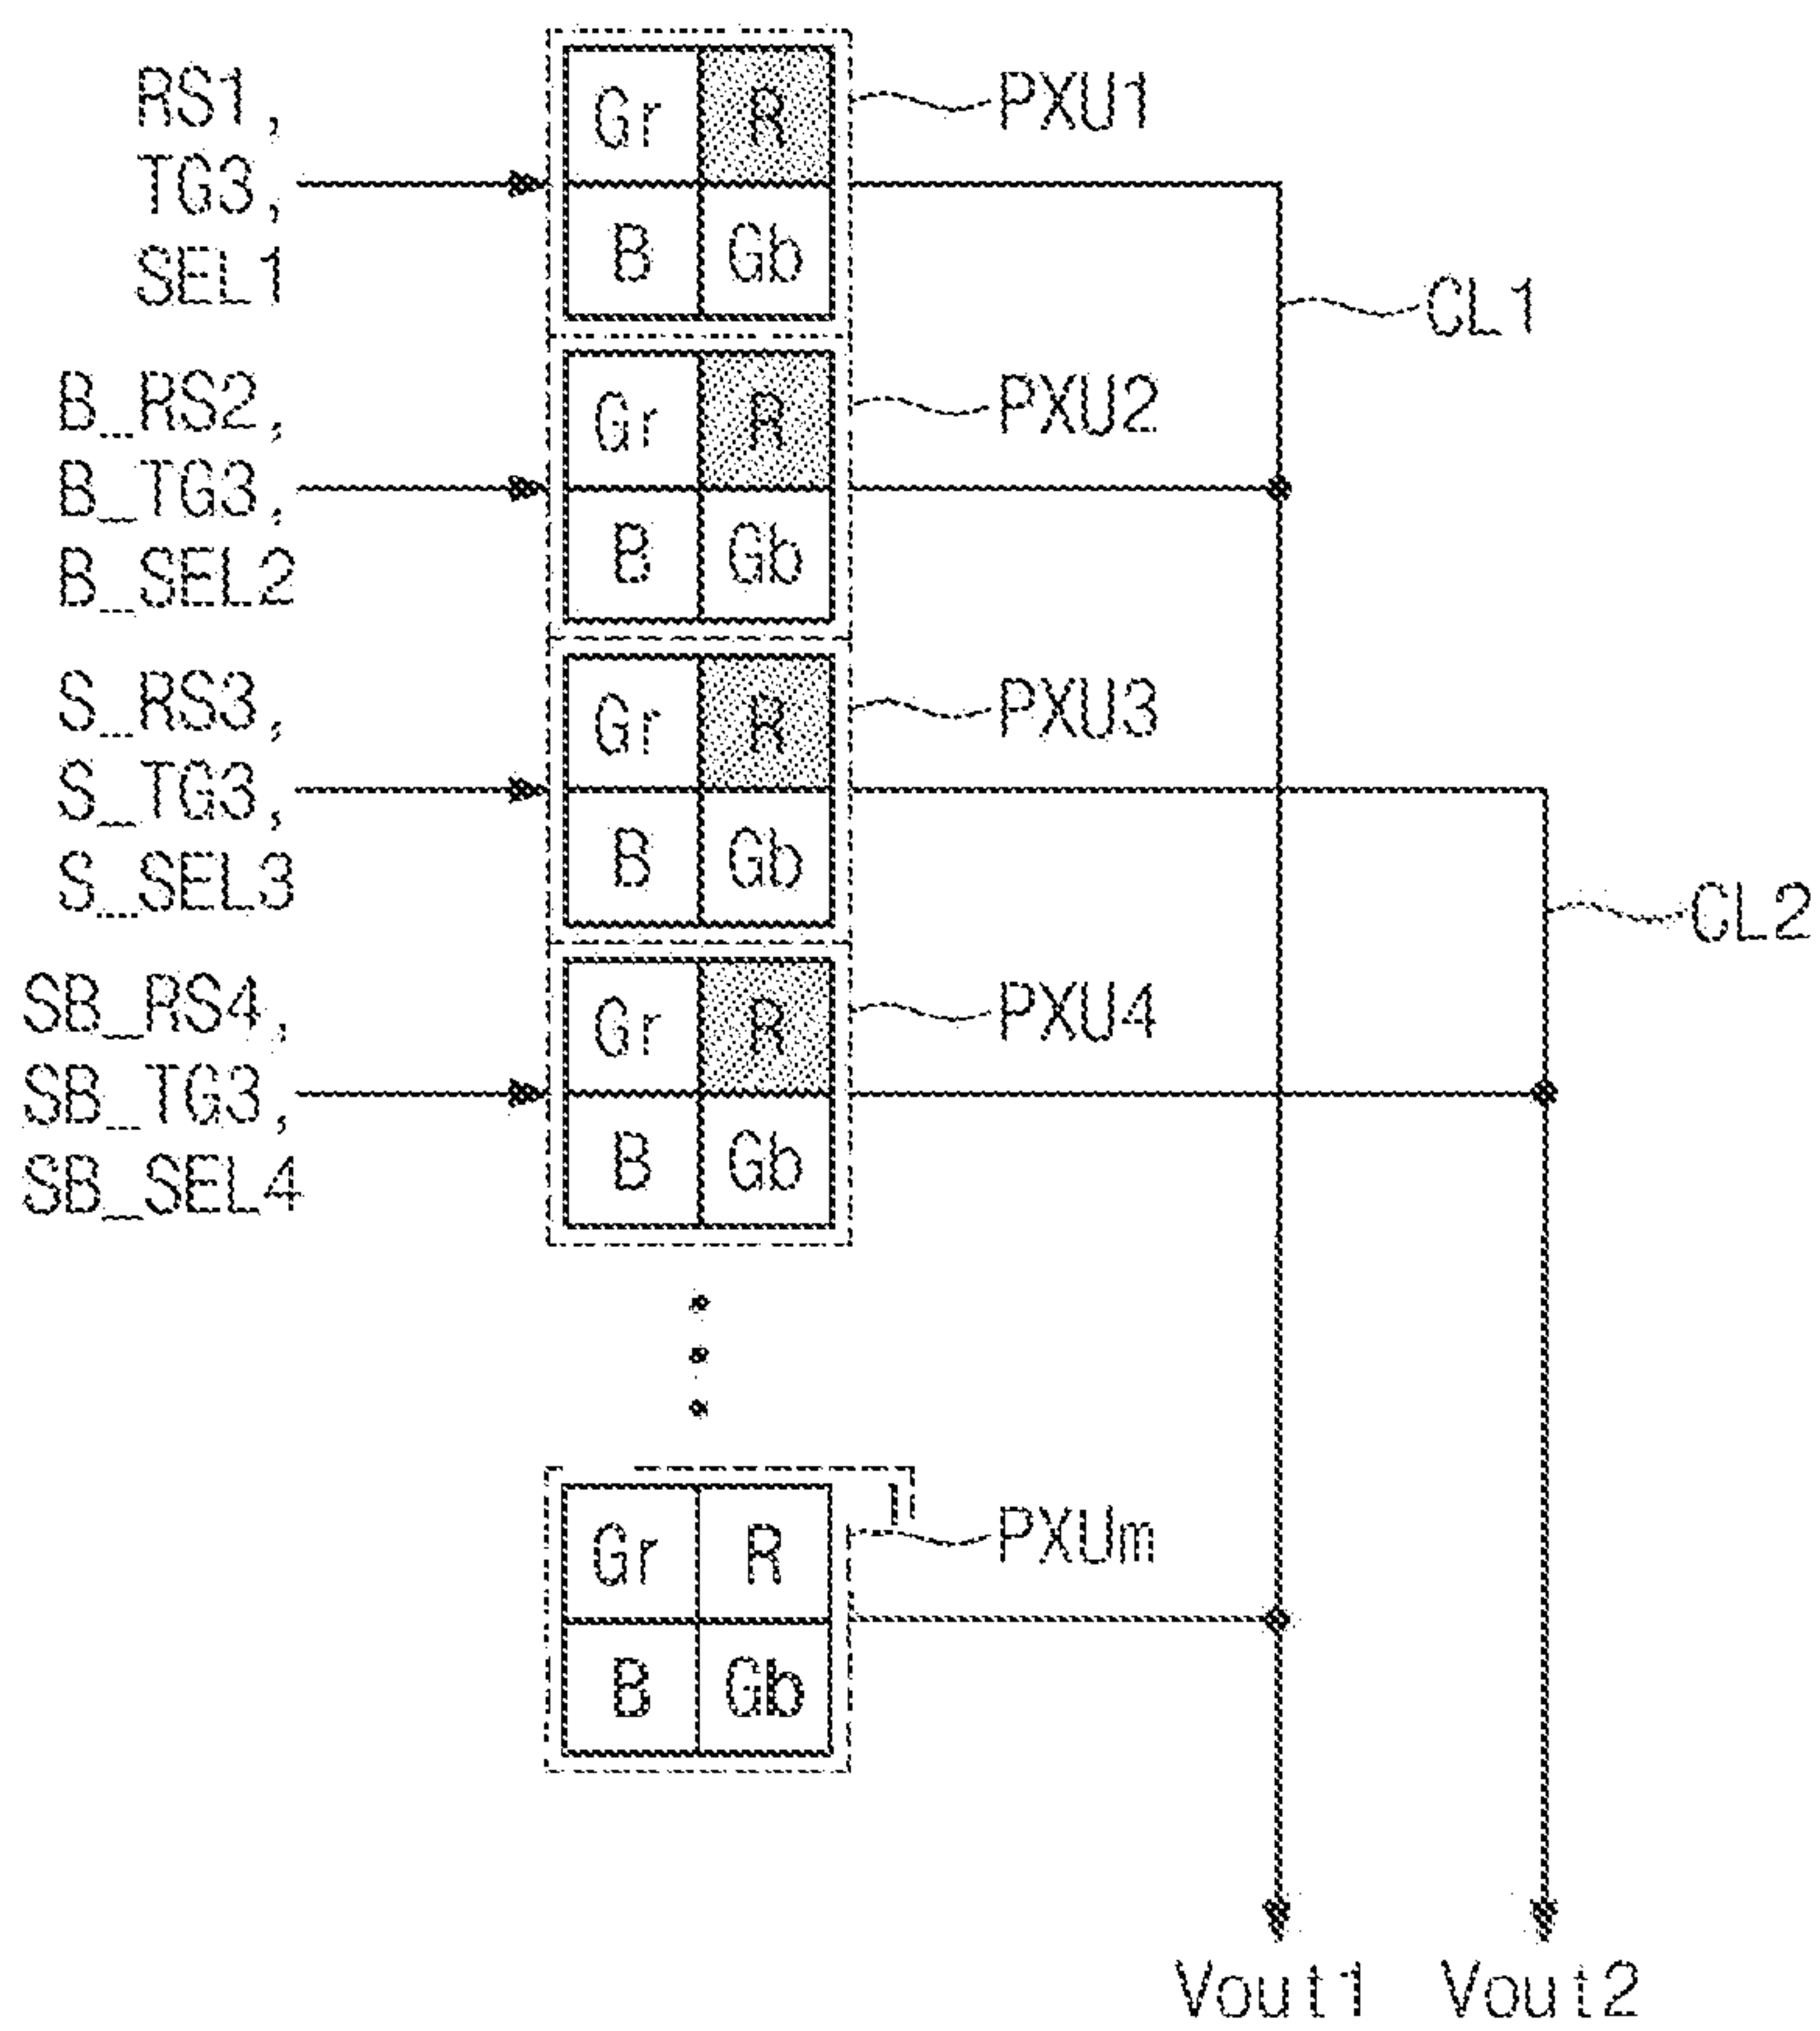 RS1,
TG3,
SEL1
Gr R
B Gb
PXU1
CL1
B_RS2,
B_TG3,
B_SEL2
Gr R
B Gb
PXU2
S_RS3,
S_TG3,
S_SEL3
Gr R
B Gb
PXU3
CL2
SB_RS4,
SB_TG3,
SB_SEL4
Gr R
B Gb
PXU4
Gr R
B Gb
PXUm
Vout1 Vout2